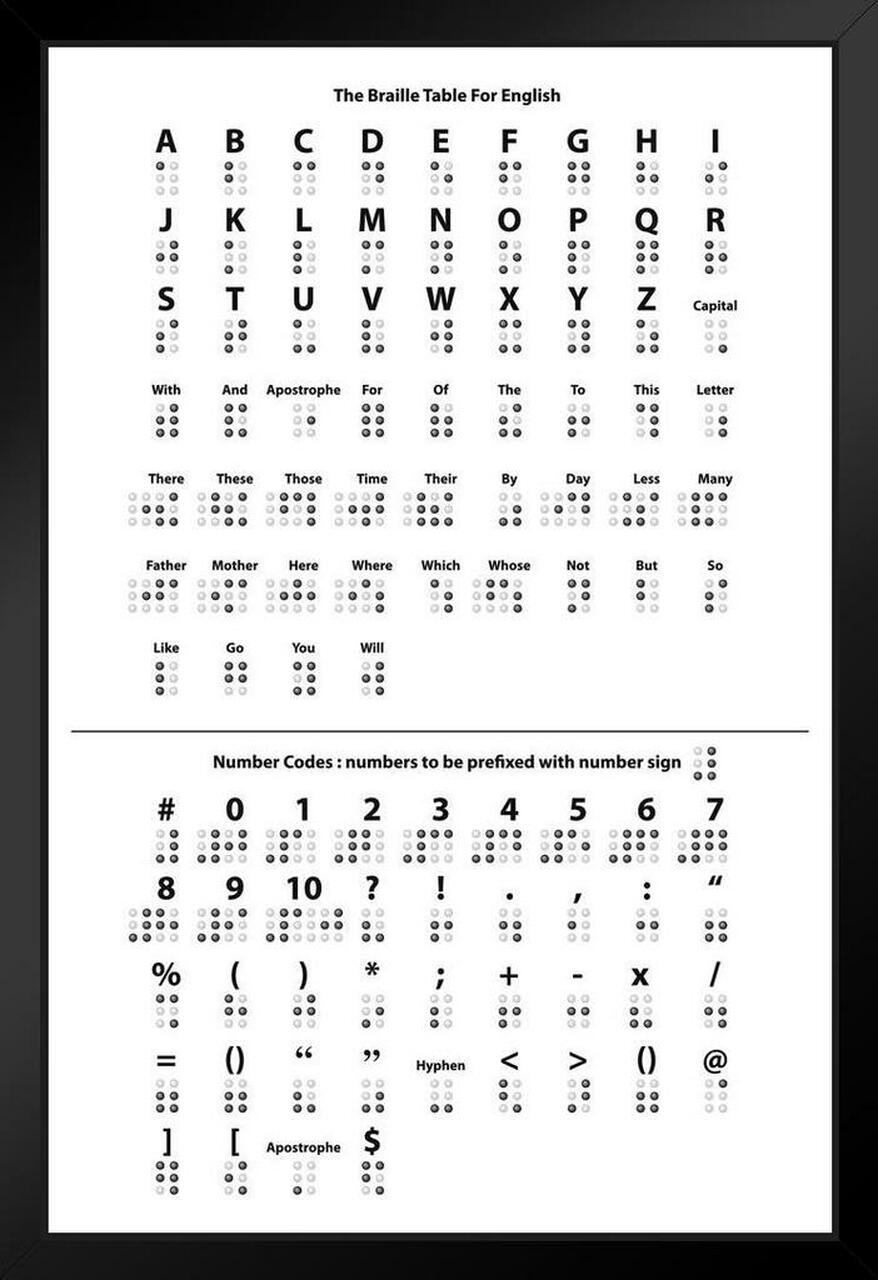 The Braille Table For English
A B C D E F G H I
J K L M N O P Q R
S T U V W X Y Z Capital
With And Apostrophe For Of The To This Letter
There These Those Time Their By Day Less Many
Father Mother Here Where Which Whose Not But So
Like Go You Will
Number Codes : numbers to be prefixed with number sign
# 0 1 2 3 4 5 6 7
8 9 10 ? ! . , : “
% ( ) * ; + - x /
= () “ ” Hyphen < > () @
] [ Apostrophe $